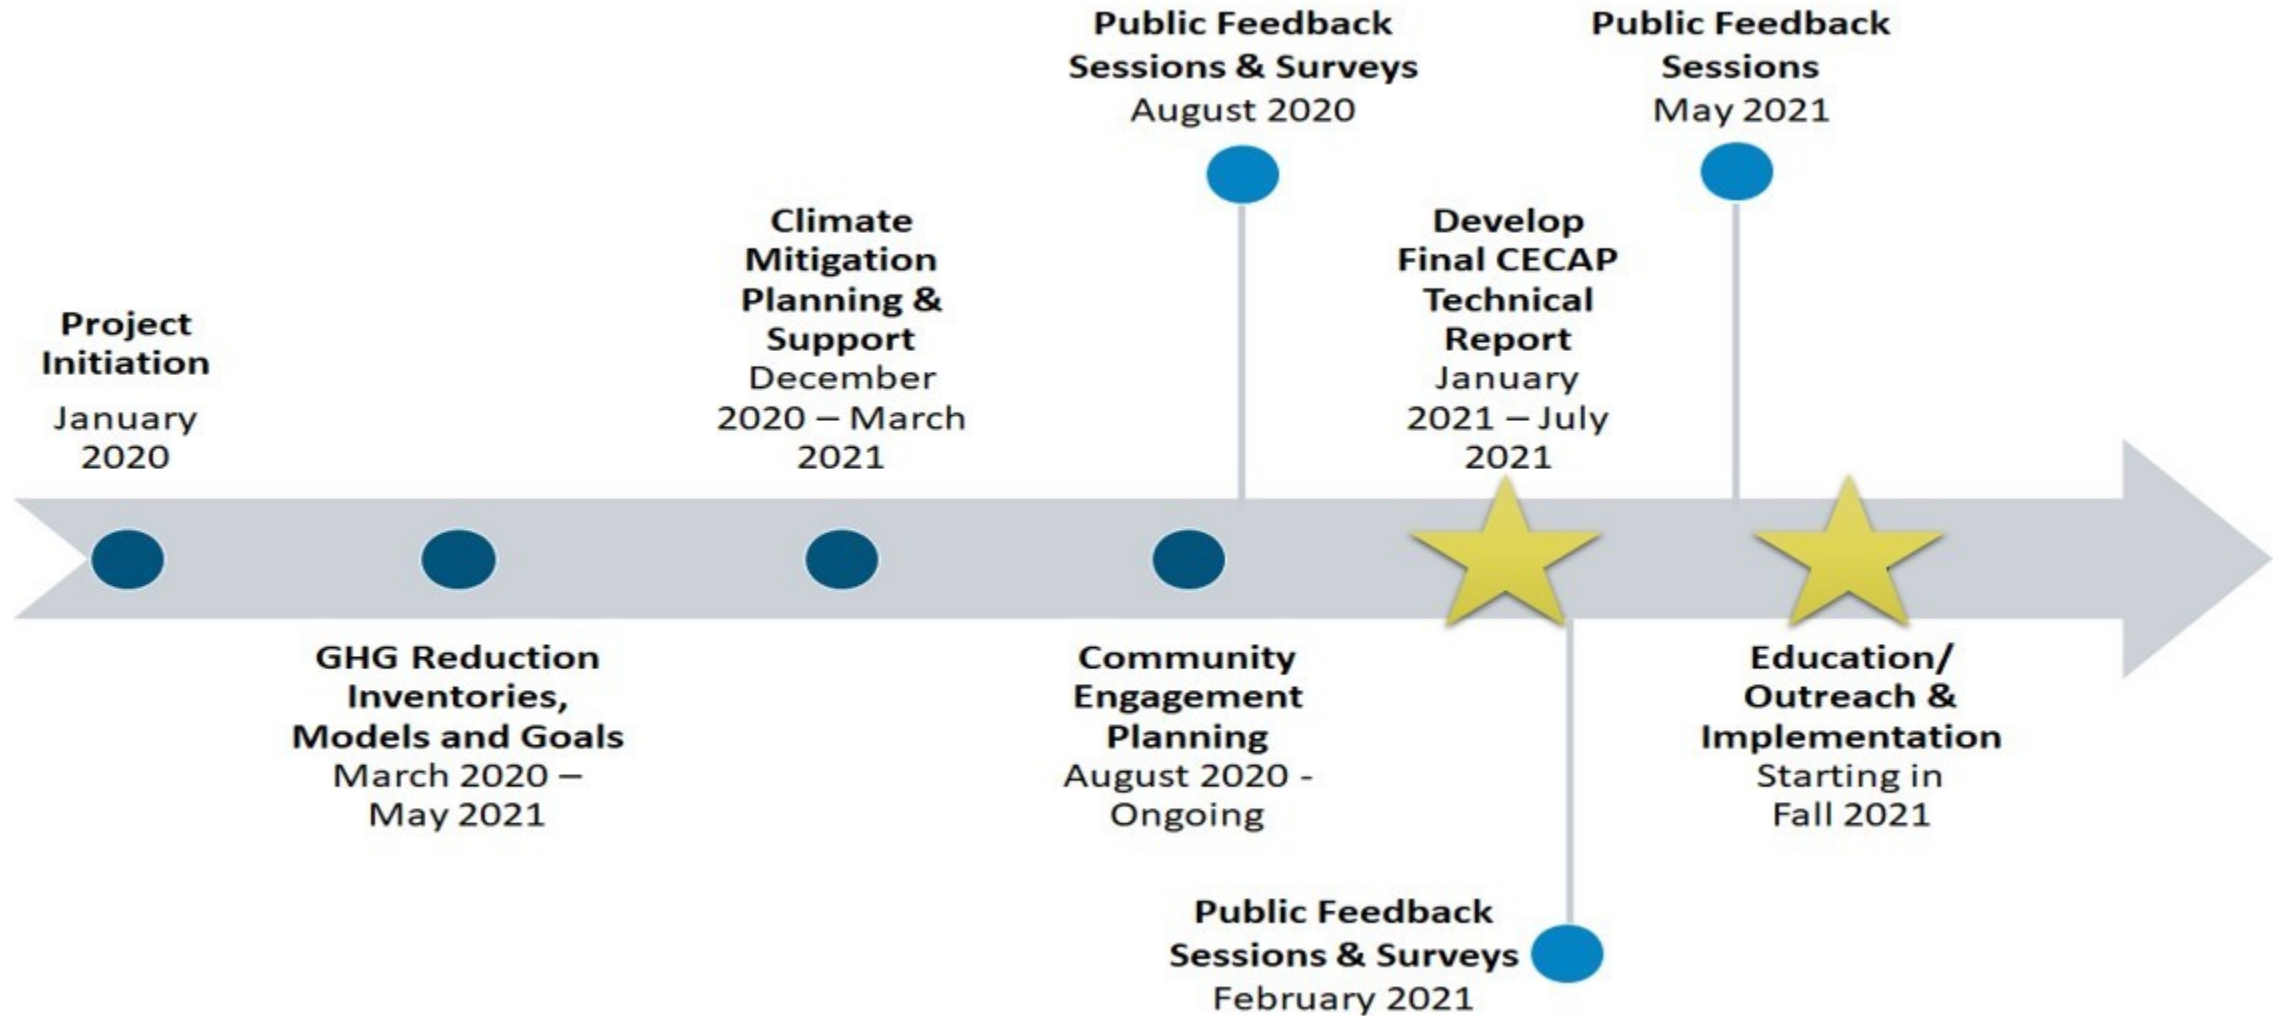 Public Feedback
Sessions & Surveys
August 2020
Public Feedback
Sessions
May 2021
Project
Initiation
January
2020
Climate
Mitigation
Planning &
Support
December
2020 – March
2021
Develop
Final CECAP
Technical
Report
January
2021 – July
2021
GHG Reduction
Inventories,
Models and Goals
March 2020 –
May 2021
Community
Engagement
Planning
August 2020 -
Ongoing
Education/
Outreach &
Implementation
Starting in
Fall 2021
Public Feedback
Sessions & Surveys
February 2021